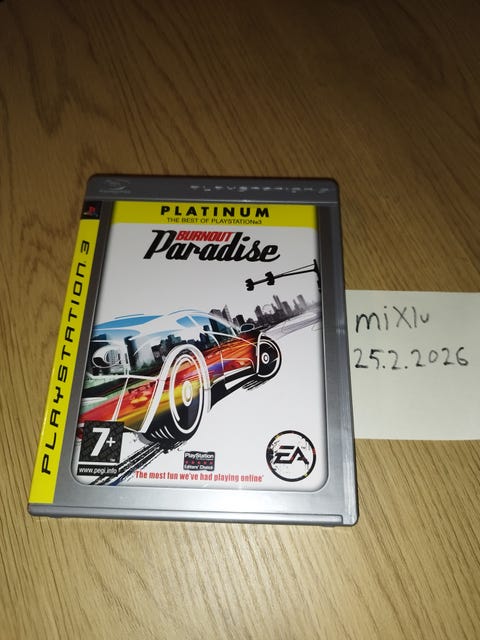 PLAYSTATION 3
PLATINUM
THE BEST OF PLAYSTATION®3
BURNOUT
Paradise
7+
www.pegi.info
PlayStation
Editors' Choice
EA
'The most fun we've had playing online'
mixlu
25.2.2026